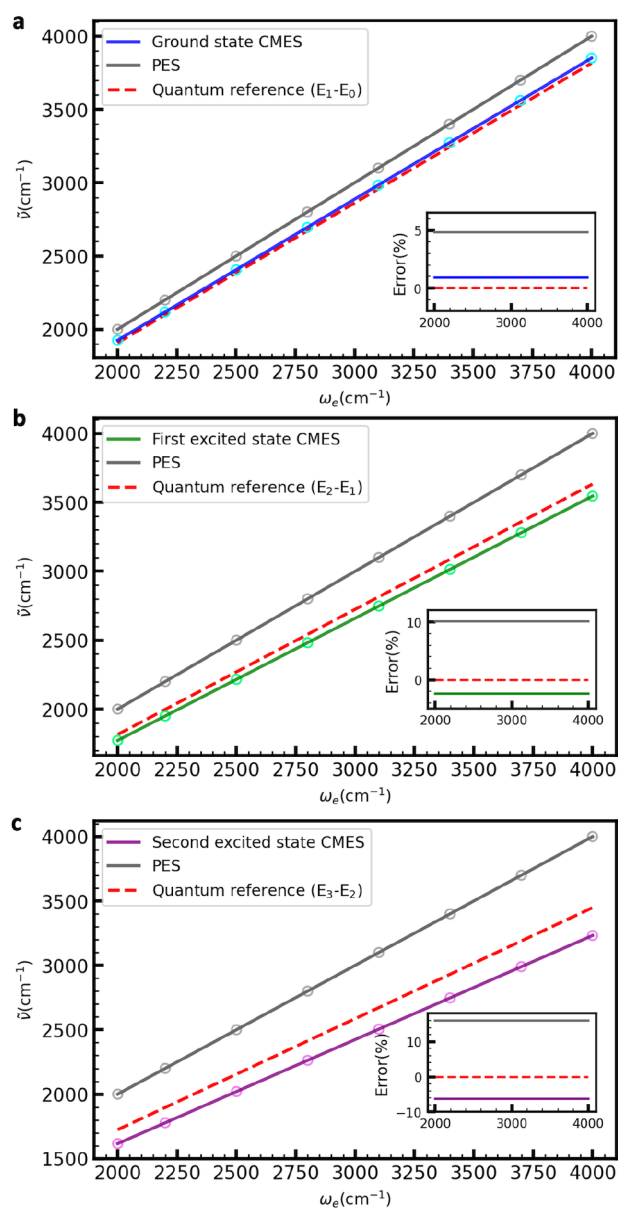 a
Ground state CMES
PES
Quantum reference (E₁-E₀)
4000
3500
3000
2500
2000
ṽ(cm⁻¹)
Error(%)
5
0
2000 3000 4000
2000 2250 2500 2750 3000 3250 3500 3750 4000
ωₑ(cm⁻¹)
b
First excited state CMES
PES
Quantum reference (E₂-E₁)
4000
3500
3000
2500
2000
ṽ(cm⁻¹)
Error(%)
10
0
2000 3000 4000
2000 2250 2500 2750 3000 3250 3500 3750 4000
ωₑ(cm⁻¹)
c
Second excited state CMES
PES
Quantum reference (E₃-E₂)
4000
3500
3000
2500
2000
1500
ṽ(cm⁻¹)
Error(%)
10
0
−10
2000 3000 4000
2000 2250 2500 2750 3000 3250 3500 3750 4000
ωₑ(cm⁻¹)